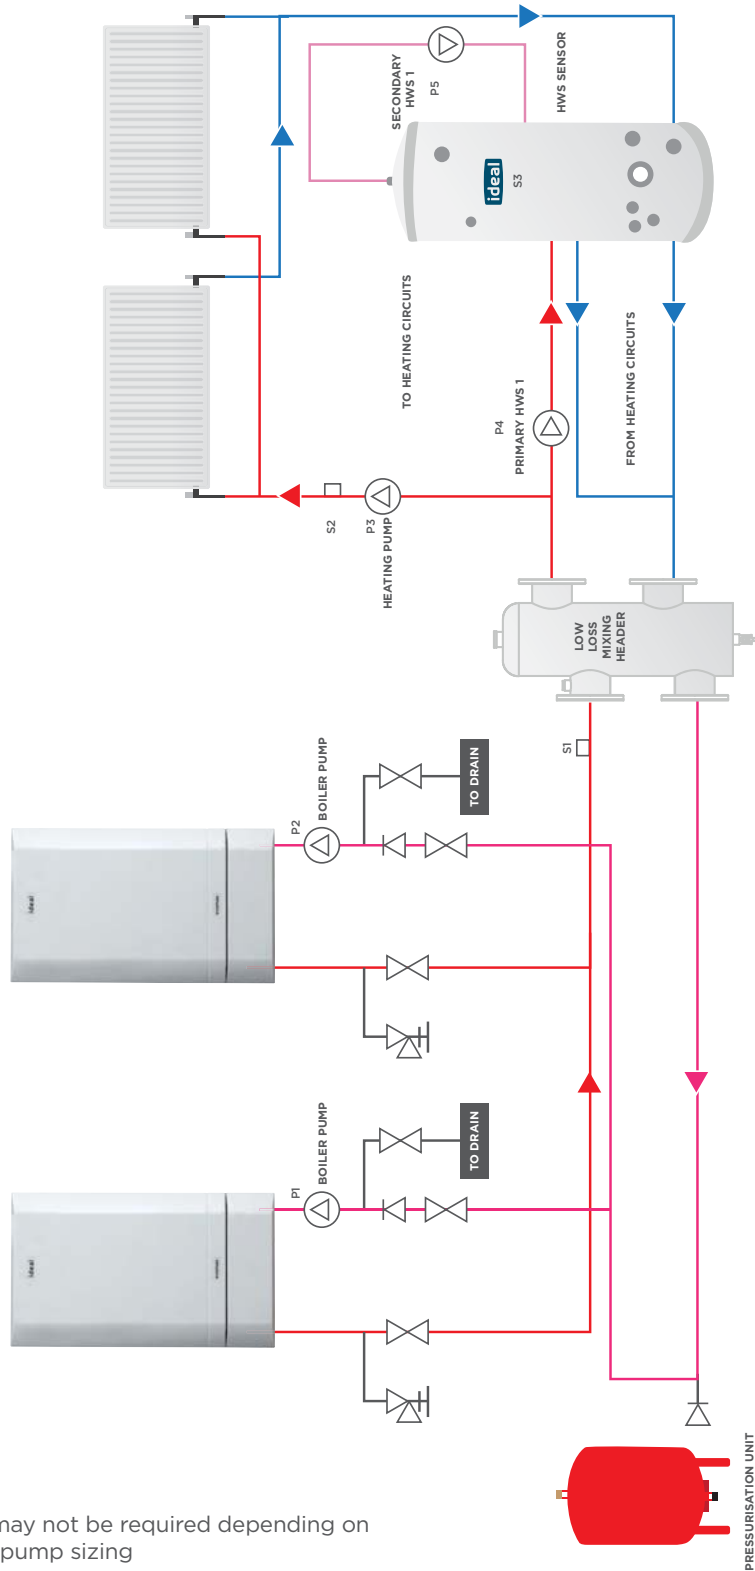 SECONDARY
HWS 1
P5
HWS SENSOR
ideal
S3
TO HEATING CIRCUITS
P4
PRIMARY HWS 1
FROM HEATING CIRCUITS
S2
P3
HEATING PUMP
LOW
LOSS
MIXING
HEADER
S1
P2
BOILER PUMP
TO DRAIN
ideal
P1
BOILER PUMP
TO DRAIN
ideal
PRESSURISATION UNIT
may not be required depending on
pump sizing